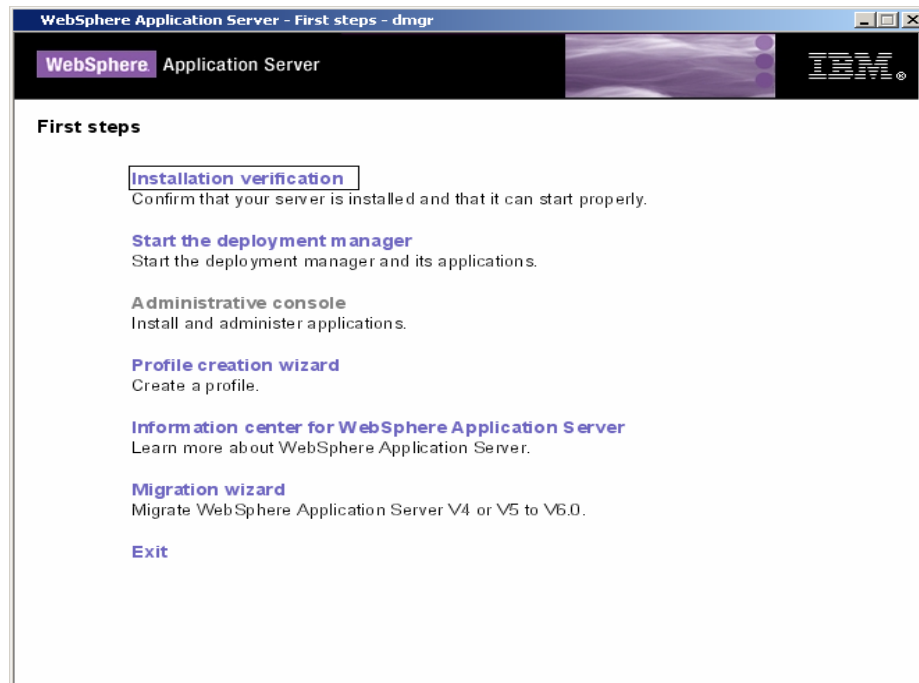 WebSphere Application Server - First steps - dmgr
WebSphere. Application Server
IBM®
First steps
Installation verification
Confirm that your server is installed and that it can start properly.
Start the deployment manager
Start the deployment manager and its applications.
Administrative console
Install and administer applications.
Profile creation wizard
Create a profile.
Information center for WebSphere Application Server
Learn more about WebSphere Application Server.
Migration wizard
Migrate WebSphere Application Server V4 or V5 to V6.0.
Exit